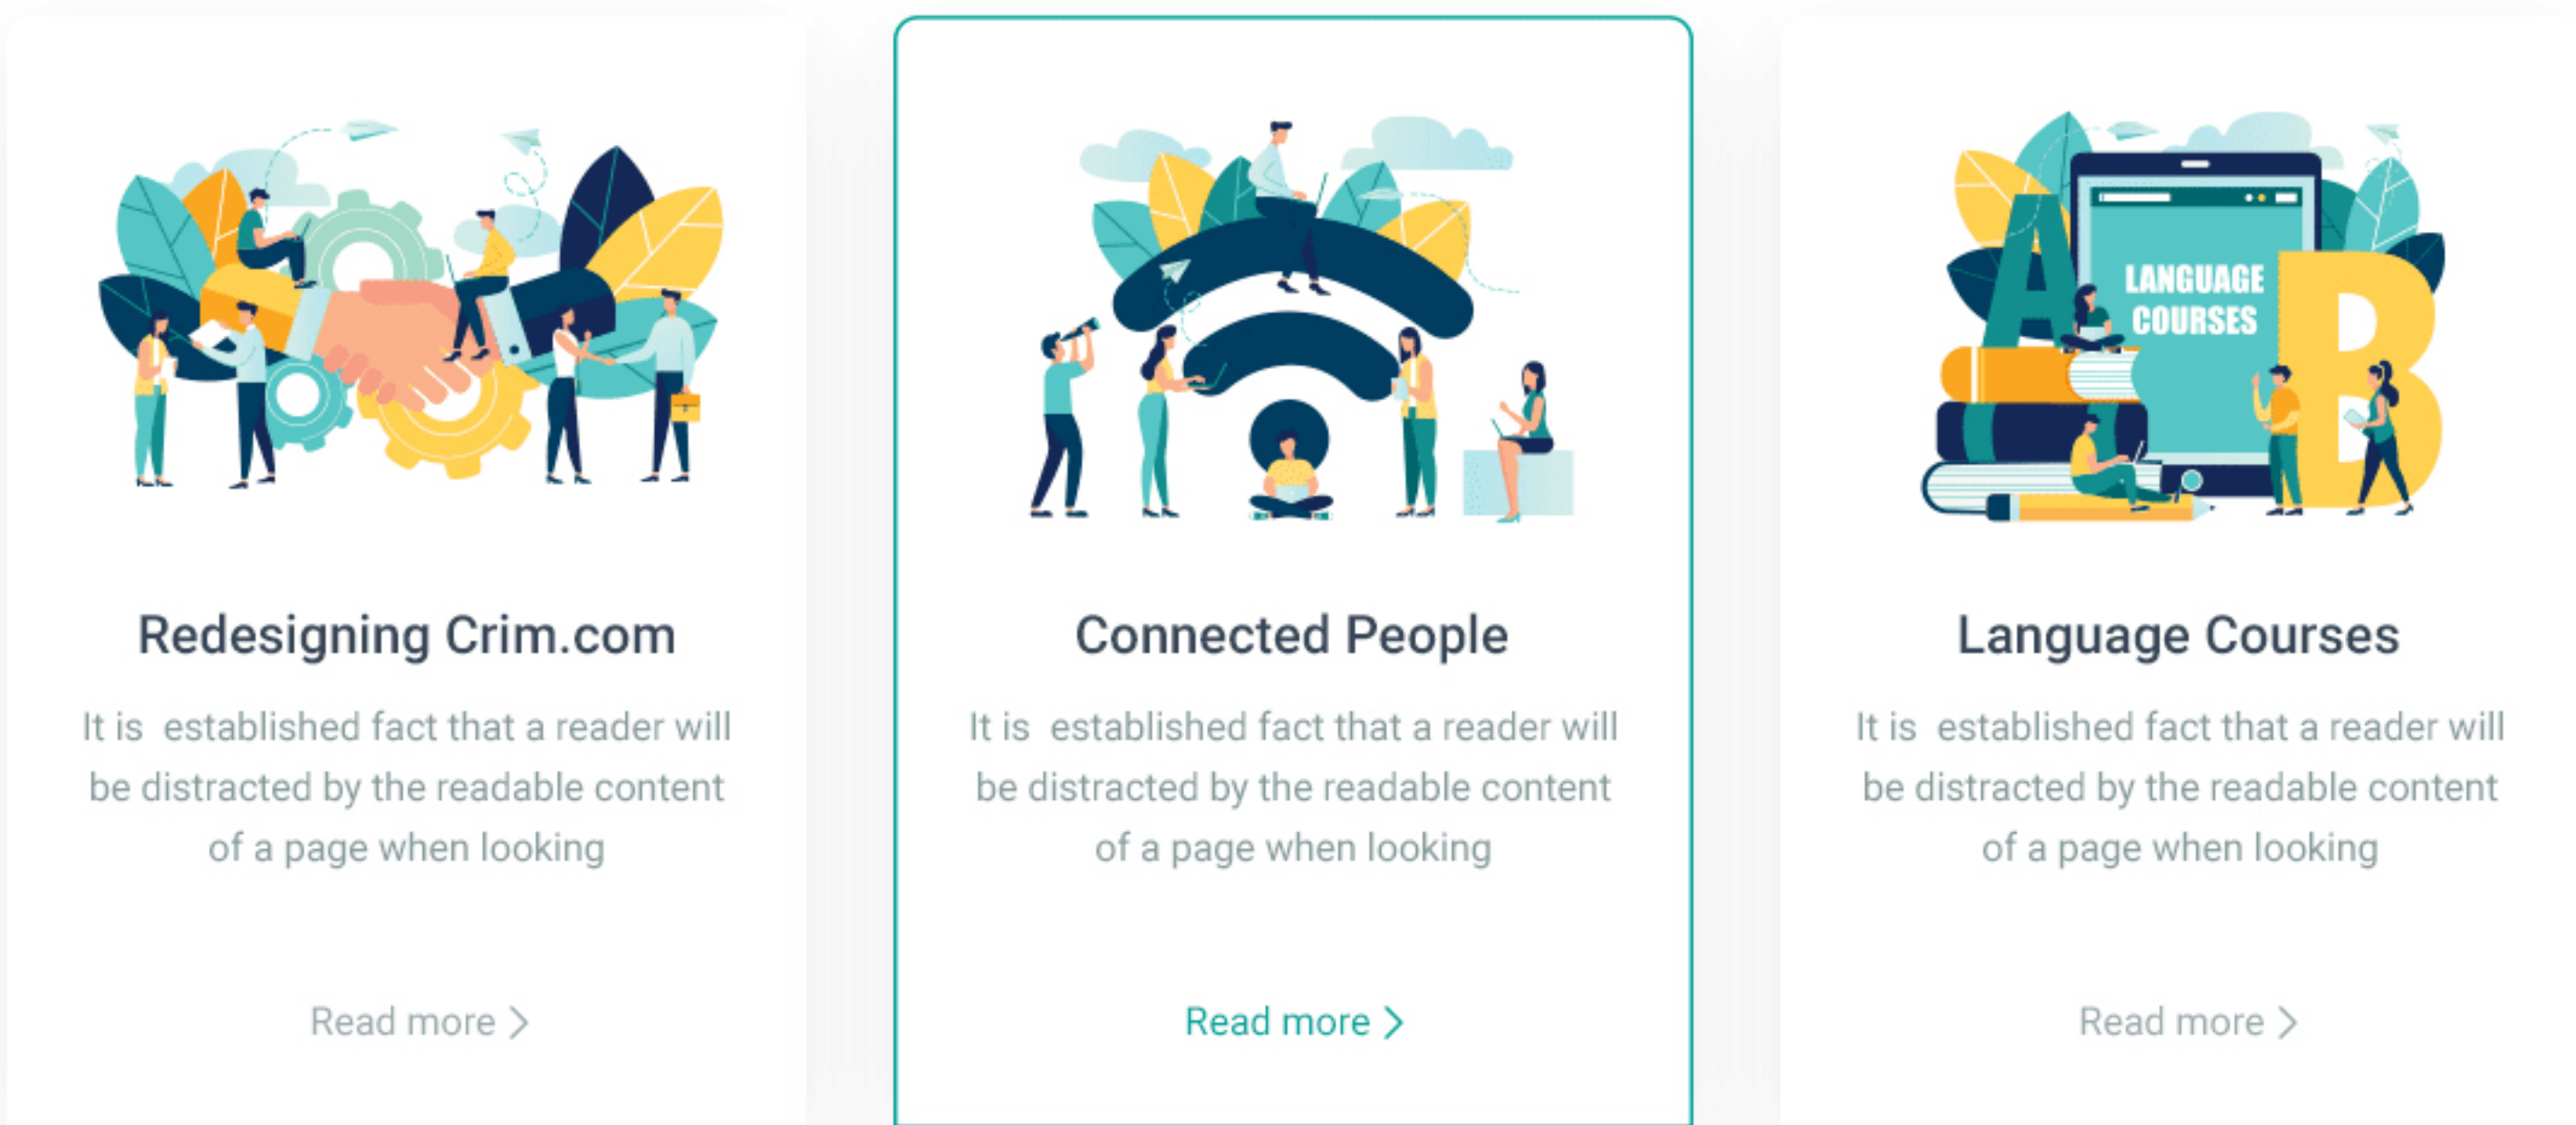 Redesigning Crim.com
It is  established fact that a reader will
be distracted by the readable content
of a page when looking
Read more
Connected People
It is  established fact that a reader will
be distracted by the readable content
of a page when looking
Read more
A
LANGUAGE
COURSES
B
Language Courses
It is  established fact that a reader will
be distracted by the readable content
of a page when looking
Read more